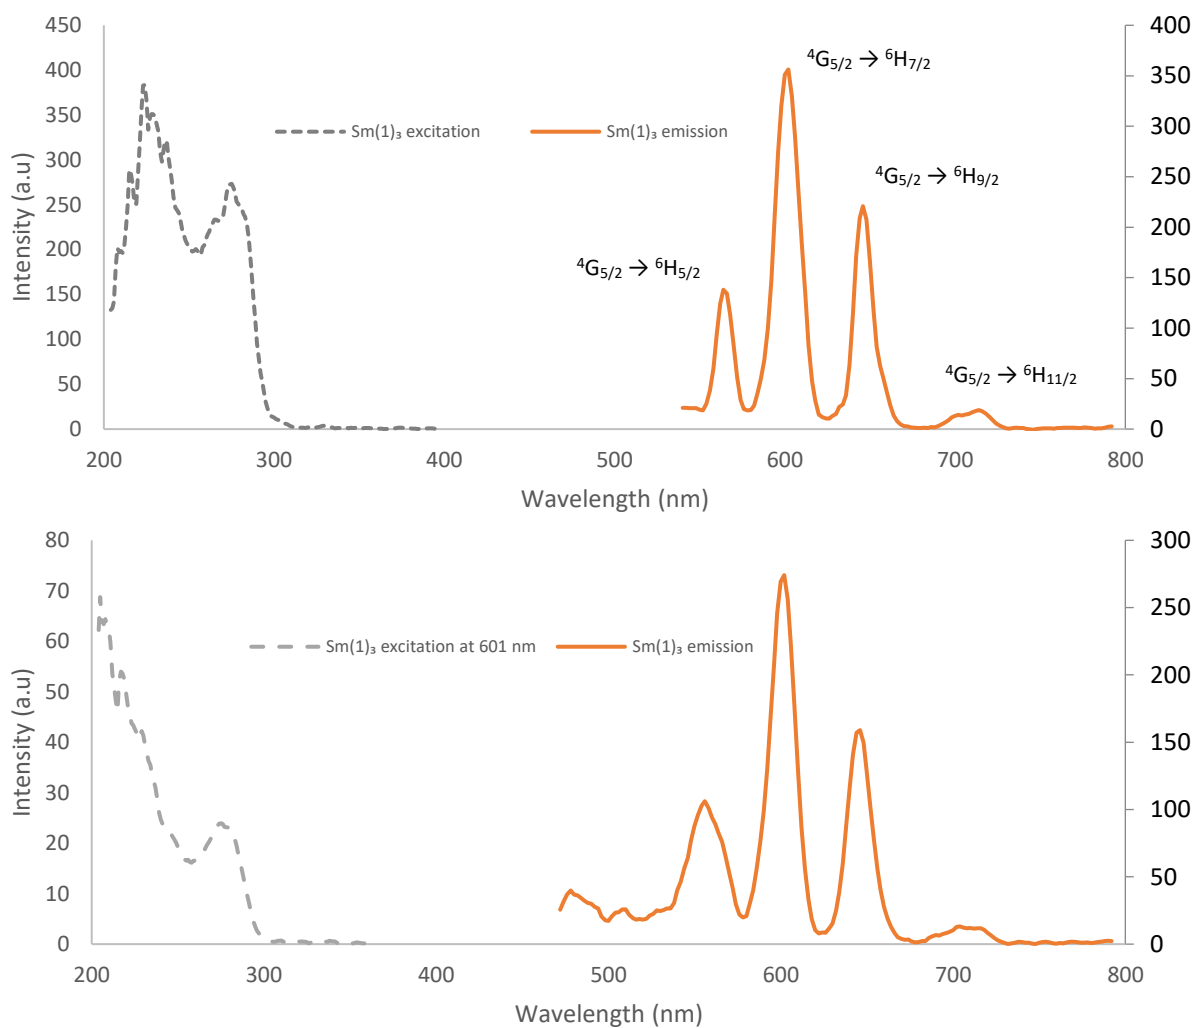 450
400
350
300
250
200
150
100
50
0
Intensity (a.u)
400
350
300
250
200
150
100
50
0
⁴G₅/₂ → ⁶H₇/₂
Sm(1)₃ excitation
Sm(1)₃ emission
⁴G₅/₂ → ⁶H₉/₂
⁴G₅/₂ → ⁶H₅/₂
⁴G₅/₂ → ⁶H₁₁/₂
200 300 400 500 600 700 800
Wavelength (nm)
80
70
60
50
40
30
20
10
0
Intensity (a.u)
300
250
200
150
100
50
0
Sm(1)₃ excitation at 601 nm
Sm(1)₃ emission
200 300 400 500 600 700 800
Wavelength (nm)